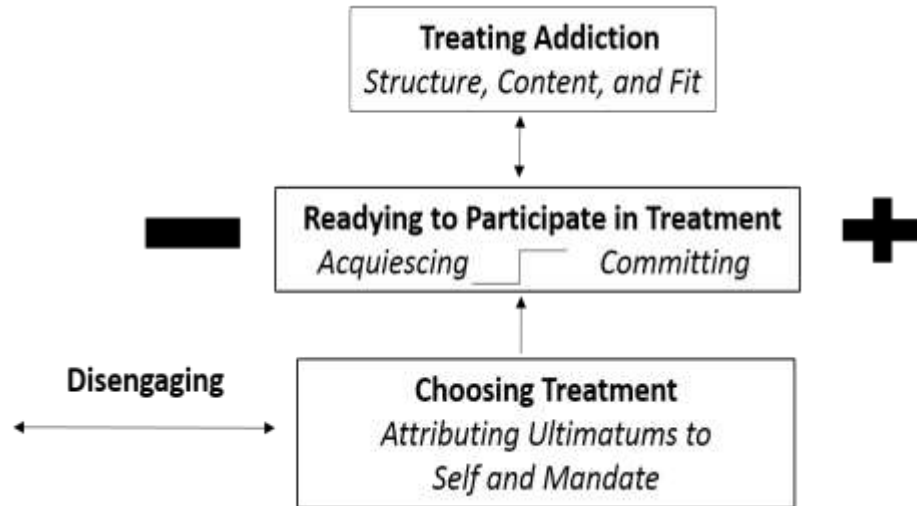 Treating Addiction
Structure, Content, and Fit
Readying to Participate in Treatment
Acquiescing Committing
Disengaging
Choosing Treatment
Attributing Ultimatums to
Self and Mandate